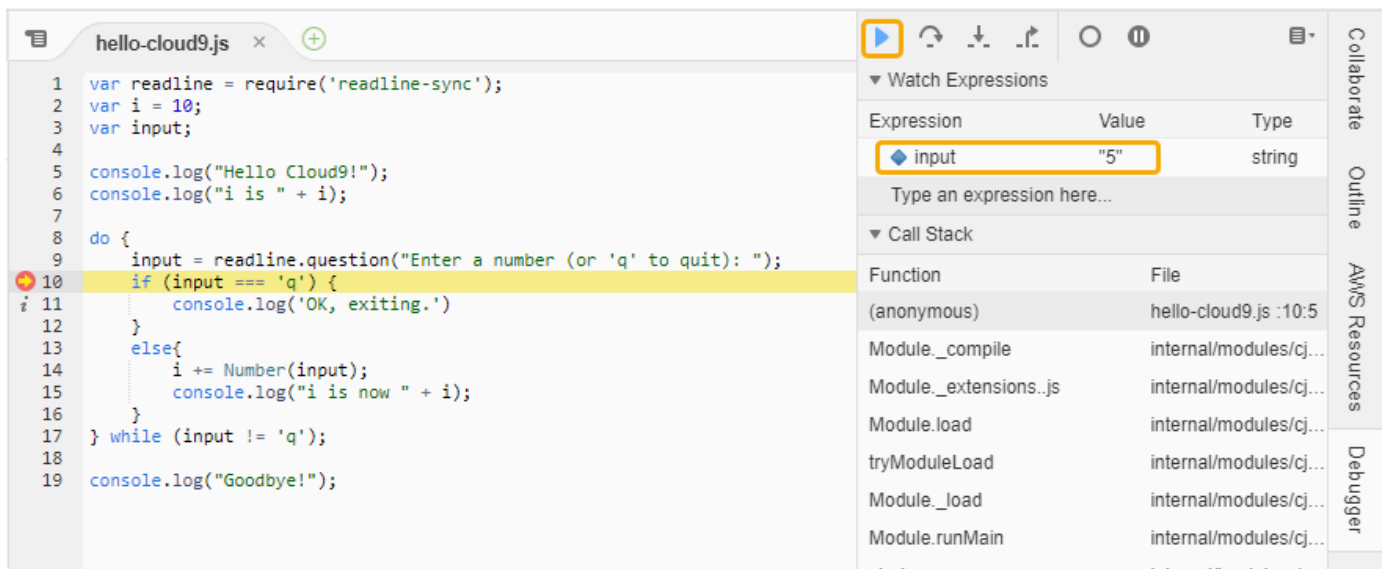 hello-cloud9.js ×
1 var readline = require('readline-sync');
2 var i = 10;
3 var input;
4
5 console.log("Hello Cloud9!");
6 console.log("i is " + i);
7
8 do {
9     input = readline.question("Enter a number (or 'q' to quit): ");
10     if (input === 'q') {
i 11         console.log('OK, exiting.')
12     }
13     else{
14         i += Number(input);
15         console.log("i is now " + i);
16     }
17 } while (input != 'q');
18
19 console.log("Goodbye!");
Watch Expressions
Expression Value Type
input "5" string
Type an expression here...
Call Stack
Function File
(anonymous) hello-cloud9.js :10:5
Module._compile internal/modules/cj...
Module._extensions..js internal/modules/cj...
Module.load internal/modules/cj...
tryModuleLoad internal/modules/cj...
Module._load internal/modules/cj...
Module.runMain internal/modules/cj...
Collaborate
Outline
AWS Resources
Debugger